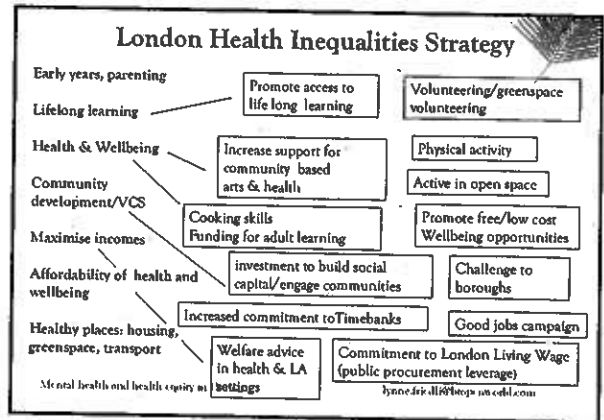 London Health Inequalities Strategy
Early years, parenting
Lifelong learning
Health & Wellbeing
Community
development/VCS
Maximise incomes
Affordability of health and
wellbeing
Healthy places: housing,
greenspace, transport
Promote access to
life long learning
Volunteering/greenspace
volunteering
Increase support for
community based
arts & health
Physical activity
Active in open space
Cooking skills
Funding for adult learning
Promote free/low cost
Wellbeing opportunities
investment to build social
capital/engage communities
Challenge to
boroughs
Increased commitment to Timebanks
Good jobs campaign
Welfare advice
in health & LA
settings
Commitment to London Living Wage
(public procurement leverage)
Mental health and health equity